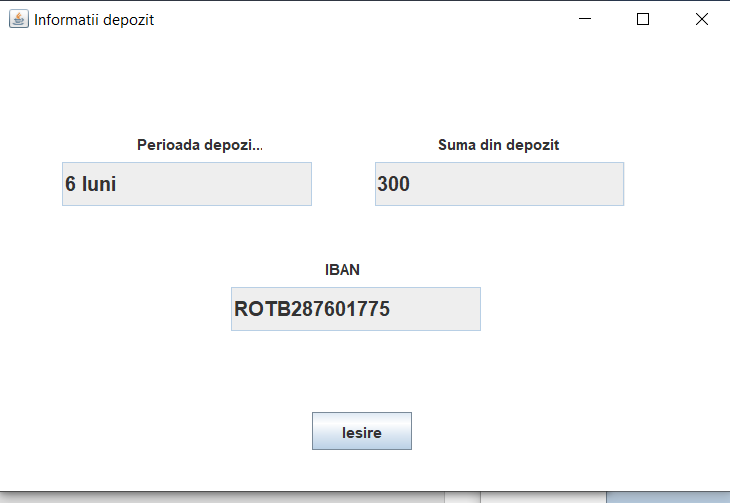 Informatii depozit
Perioada depozi...
Suma din depozit
6 luni
300
IBAN
ROTB287601775
Iesire